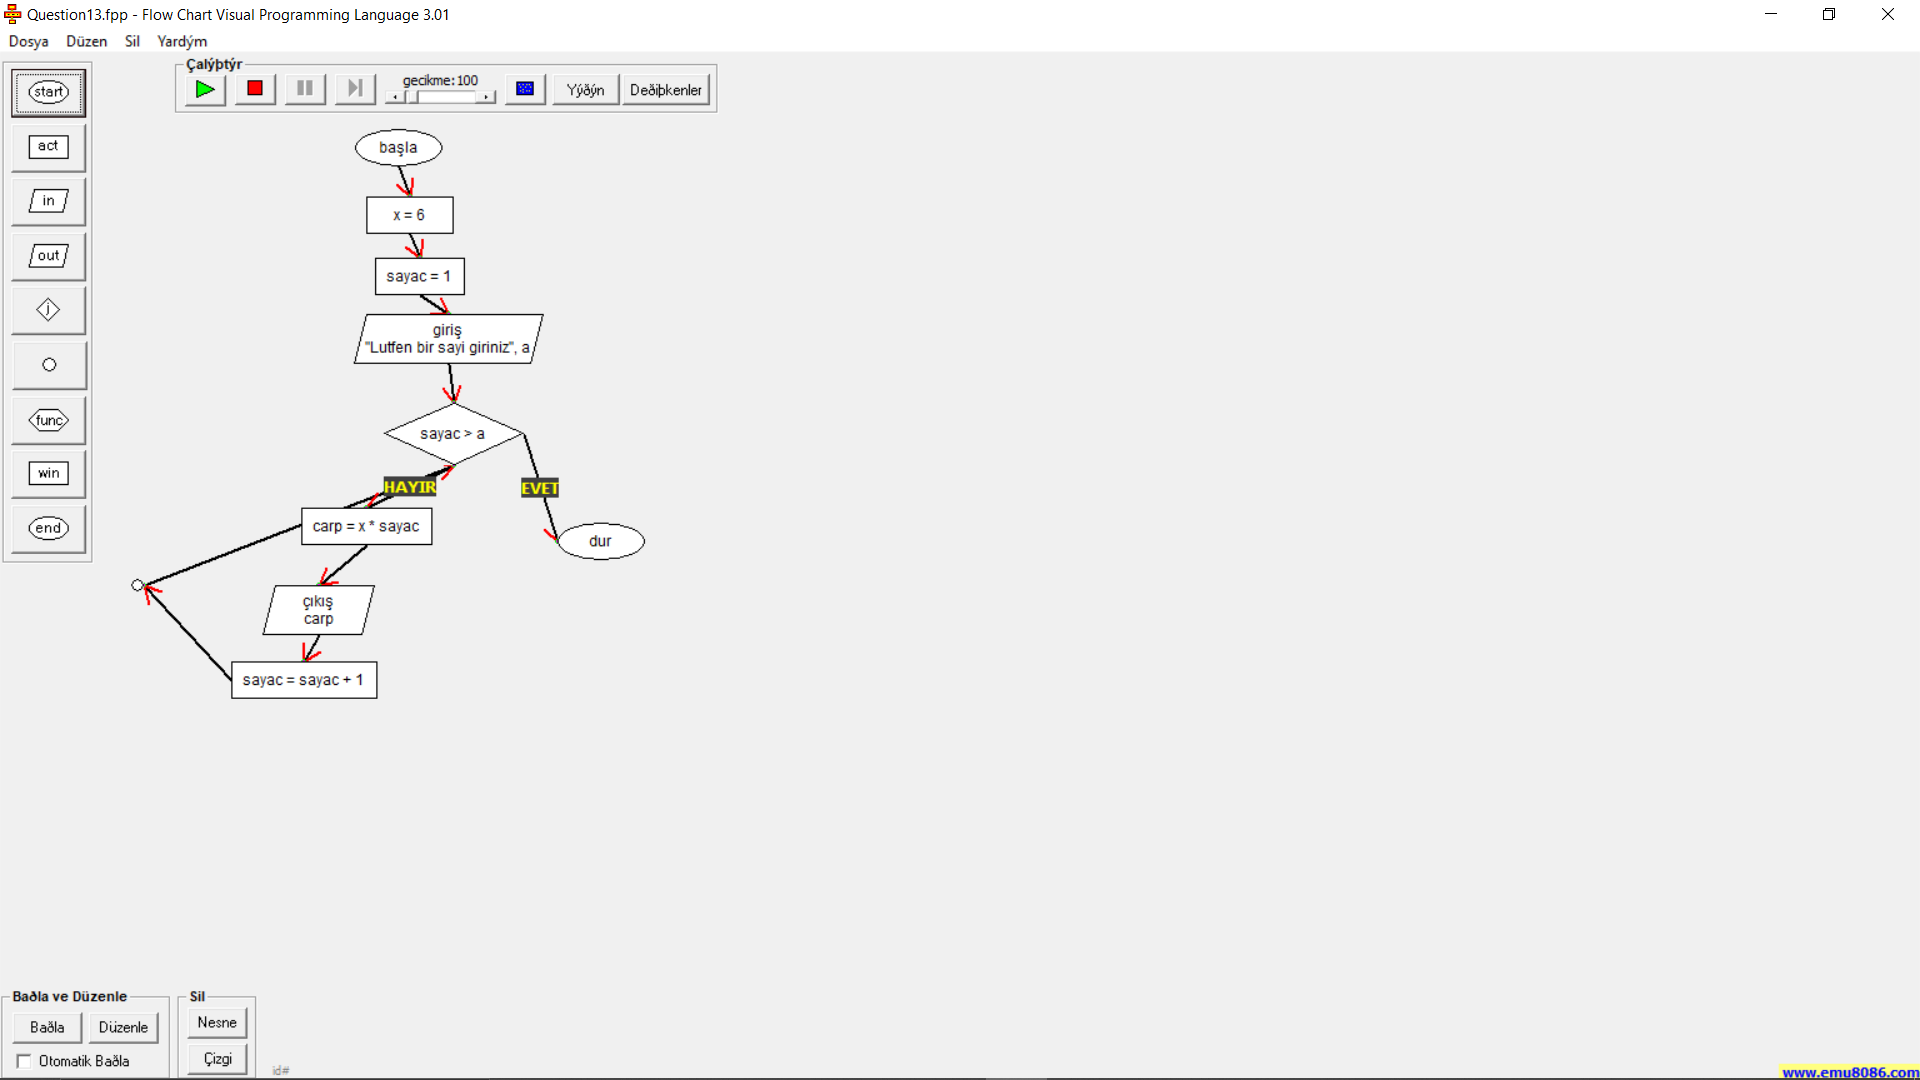 Question13.fpp - Flow Chart Visual Programming Language 3.01
Dosya Düzen Sil Yardým
Çalýþtýr
gecikme:100
Yýðýn
Deðiþkenler
start
act
in
out
j
func
win
end
başla
x = 6
sayac = 1
giriş
"Lutfen bir sayi giriniz", a
sayac > a
HAYIR
EVET
carp = x * sayac
dur
çıkış
carp
sayac = sayac + 1
Baðla ve Düzenle
Baðla
Düzenle
Otomatik Baðla
Sil
Nesne
Çizgi
id#
www.emu8086.com